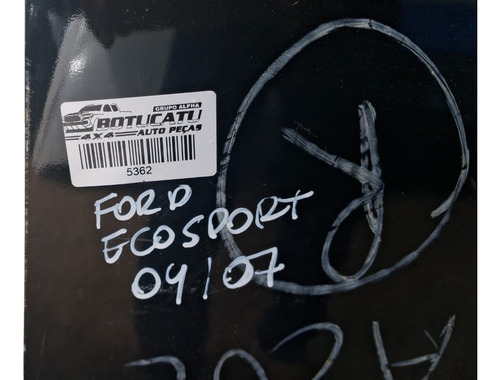 GRUPO ALPHA
BOTUCATU
4X4 AUTO PEÇAS
5362
FORD
ECOSPORT
04/07